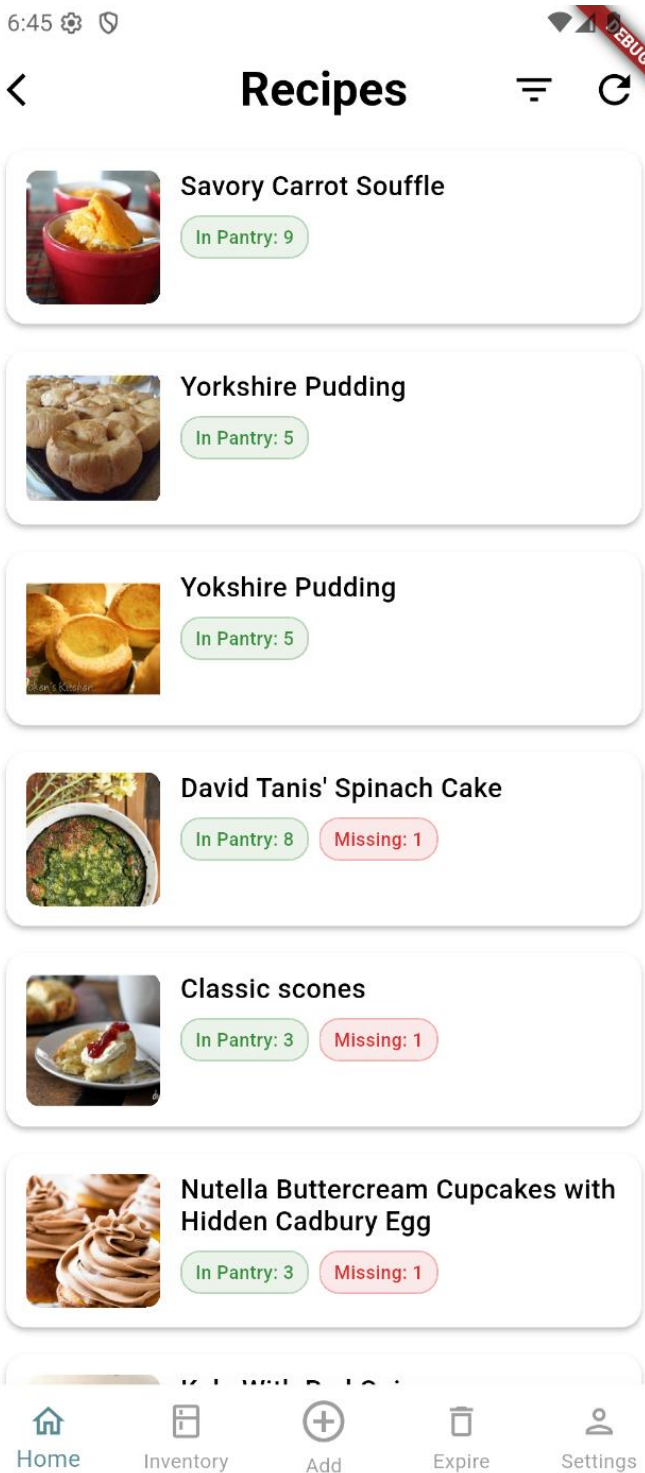 6:45
DEBUG
Recipes
Savory Carrot Souffle
In Pantry: 9
Yorkshire Pudding
In Pantry: 5
Yokshire Pudding
In Pantry: 5
David Tanis' Spinach Cake
In Pantry: 8 Missing: 1
Classic scones
In Pantry: 3 Missing: 1
Nutella Buttercream Cupcakes with
Hidden Cadbury Egg
In Pantry: 3 Missing: 1
Home Inventory Add Expire Settings